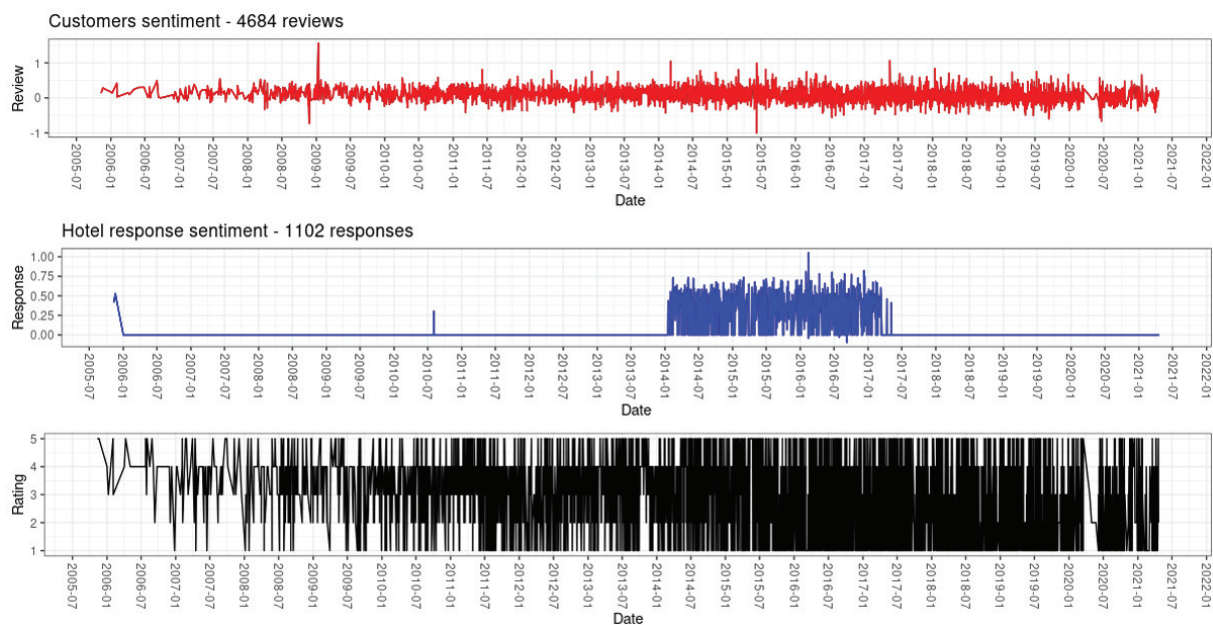 Customers sentiment - 4684 reviews
Review
1
0
-1
2005-07 2006-01 2006-07 2007-01 2007-07 2008-01 2008-07 2009-01 2009-07 2010-01 2010-07 2011-01 2011-07 2012-01 2012-07 2013-01 2013-07 2014-01 2014-07 2015-01 2015-07 2016-01 2016-07 2017-01 2017-07 2018-01 2018-07 2019-01 2019-07 2020-01 2020-07 2021-01 2021-07 2022-01
Date
Hotel response sentiment - 1102 responses
Response
1.00
0.75
0.50
0.25
0.00
2005-07 2006-01 2006-07 2007-01 2007-07 2008-01 2008-07 2009-01 2009-07 2010-01 2010-07 2011-01 2011-07 2012-01 2012-07 2013-01 2013-07 2014-01 2014-07 2015-01 2015-07 2016-01 2016-07 2017-01 2017-07 2018-01 2018-07 2019-01 2019-07 2020-01 2020-07 2021-01 2021-07 2022-01
Date
Rating
5
4
3
2
1
2005-07 2006-01 2006-07 2007-01 2007-07 2008-01 2008-07 2009-01 2009-07 2010-01 2010-07 2011-01 2011-07 2012-01 2012-07 2013-01 2013-07 2014-01 2014-07 2015-01 2015-07 2016-01 2016-07 2017-01 2017-07 2018-01 2018-07 2019-01 2019-07 2020-01 2020-07 2021-01 2021-07 2022-01
Date